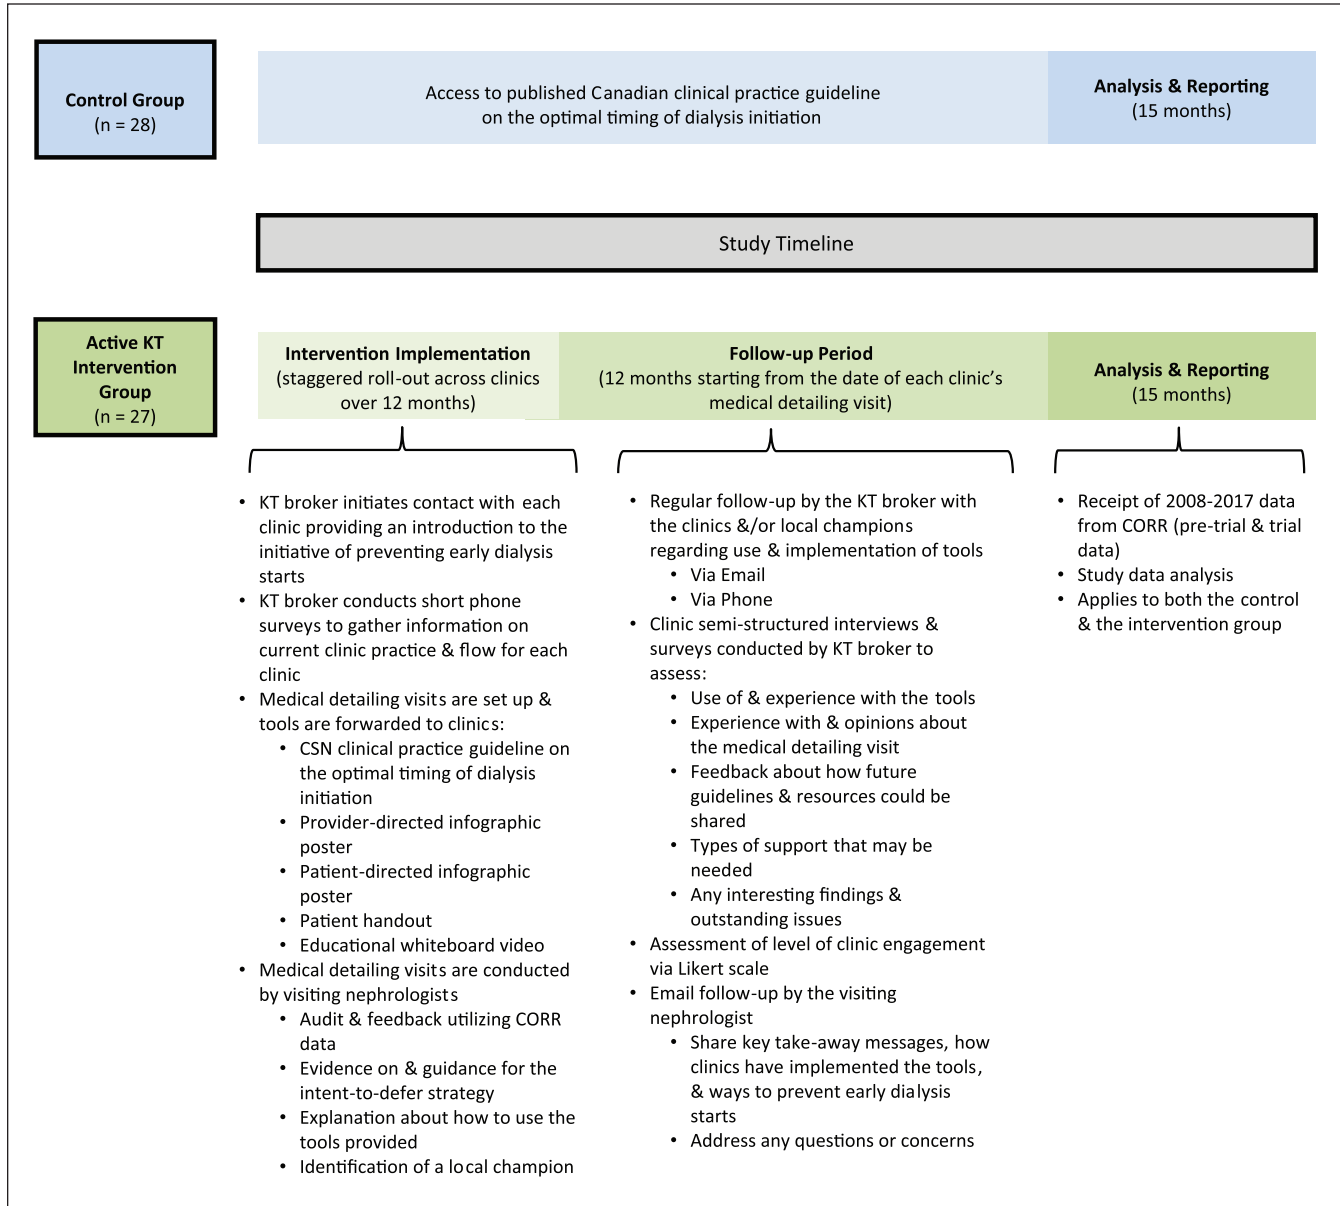 Control Group
(n = 28)
Access to published Canadian clinical practice guideline
on the optimal timing of dialysis initiation
Analysis & Reporting
(15 months)
Study Timeline
Active KT
Intervention
Group
(n = 27)
Intervention Implementation
(staggered roll-out across clinics
over 12 months)
Follow-up Period
(12 months starting from the date of each clinic's
medical detailing visit)
Analysis & Reporting
(15 months)
• KT broker initiates contact with each
clinic providing an introduction to the
initiative of preventing early dialysis
starts
• KT broker conducts short phone
surveys to gather information on
current clinic practice & flow for each
clinic
• Medical detailing visits are set up &
tools are forwarded to clinics:
• CSN clinical practice guideline on
the optimal timing of dialysis
initiation
• Provider-directed infographic
poster
• Patient-directed infographic
poster
• Patient handout
• Educational whiteboard video
• Medical detailing visits are conducted
by visiting nephrologists
• Audit & feedback utilizing CORR
data
• Evidence on & guidance for the
intent-to-defer strategy
• Explanation about how to use the
tools provided
• Identification of a local champion
• Regular follow-up by the KT broker with
the clinics &/or local champions
regarding use & implementation of tools
• Via Email
• Via Phone
• Clinic semi-structured interviews &
surveys conducted by KT broker to
assess:
• Use of & experience with the tools
• Experience with & opinions about
the medical detailing visit
• Feedback about how future
guidelines & resources could be
shared
• Types of support that may be
needed
• Any interesting findings &
outstanding issues
• Assessment of level of clinic engagement
via Likert scale
• Email follow-up by the visiting
nephrologist
• Share key take-away messages, how
clinics have implemented the tools,
& ways to prevent early dialysis
starts
• Address any questions or concerns
• Receipt of 2008-2017 data
from CORR (pre-trial & trial
data)
• Study data analysis
• Applies to both the control
& the intervention group